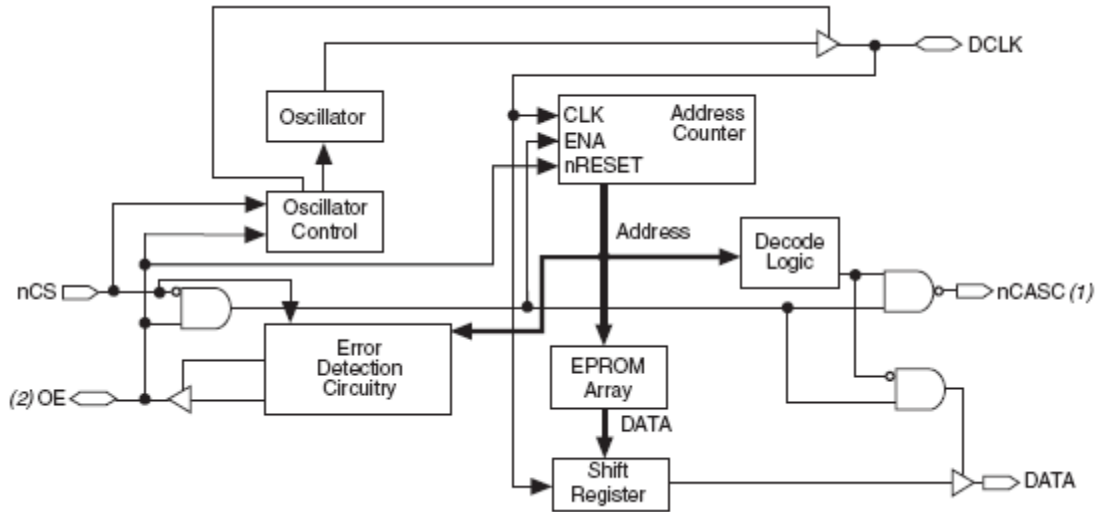 DCLK
Oscillator
CLK
Address
Counter
ENA
nRESET
Oscillator
Control
Address
Decode
Logic
nCS
nCASC (1)
Error
Detection
Circuitry
EPROM
Array
(2) OE
DATA
Shift
Register
DATA